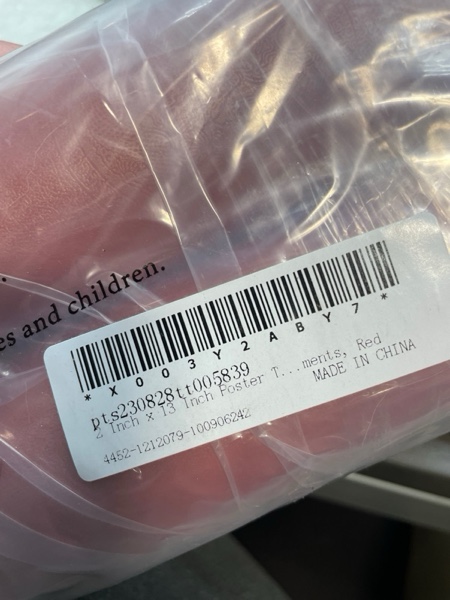 es and children.
* X 0 0 3 Y 2 A B Y 7 *
pts230828tt005839
2 Inch x 13 Inch Poster T...ments, Red
MADE IN CHINA
4452-1212079-100906242